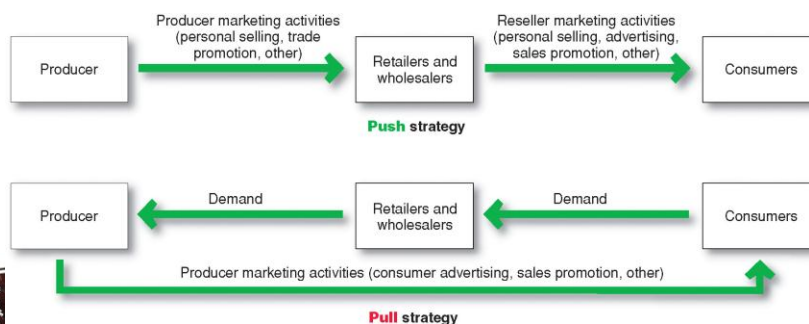 Producer marketing activities
(personal selling, trade
promotion, other)
Reseller marketing activities
(personal selling, advertising,
sales promotion, other)
Producer
Retailers and
wholesalers
Consumers
Push strategy
Producer
Demand
Retailers and
wholesalers
Demand
Consumers
Producer marketing activities (consumer advertising, sales promotion, other)
Pull strategy